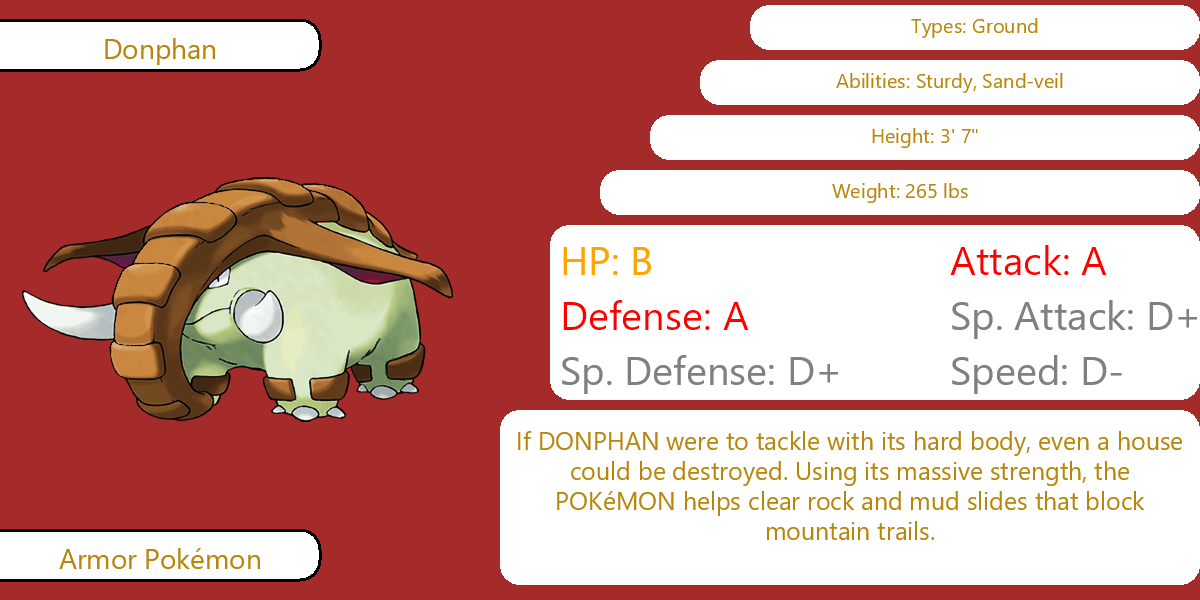 Donphan
Types: Ground
Abilities: Sturdy, Sand-veil
Height: 3' 7"
Weight: 265 lbs
HP: B
Attack: A
Defense: A
Sp. Attack: D+
Sp. Defense: D+
Speed: D-
If DONPHAN were to tackle with its hard body, even a house
could be destroyed. Using its massive strength, the
POKéMON helps clear rock and mud slides that block
mountain trails.
Armor Pokémon